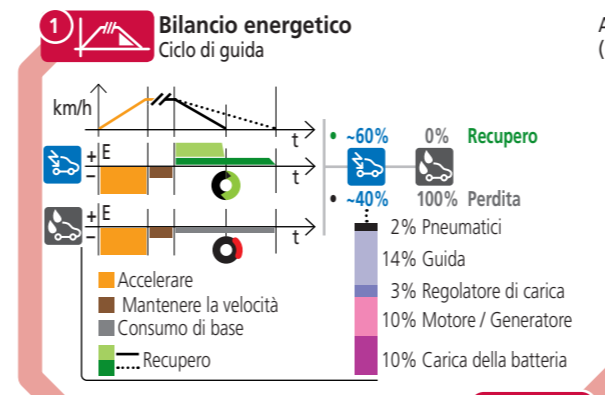 1 Bilancio energetico
Ciclo di guida
A
(
km/h
t
• ~60% 0% Recupero
+ E
–
t
• ~40% 100% Perdita
+ E
–
t
2% Pneumatici
14% Guida
3% Regolatore di carica
10% Motore / Generatore
10% Carica della batteria
Accelerare
Mantenere la velocità
Consumo di base
Recupero